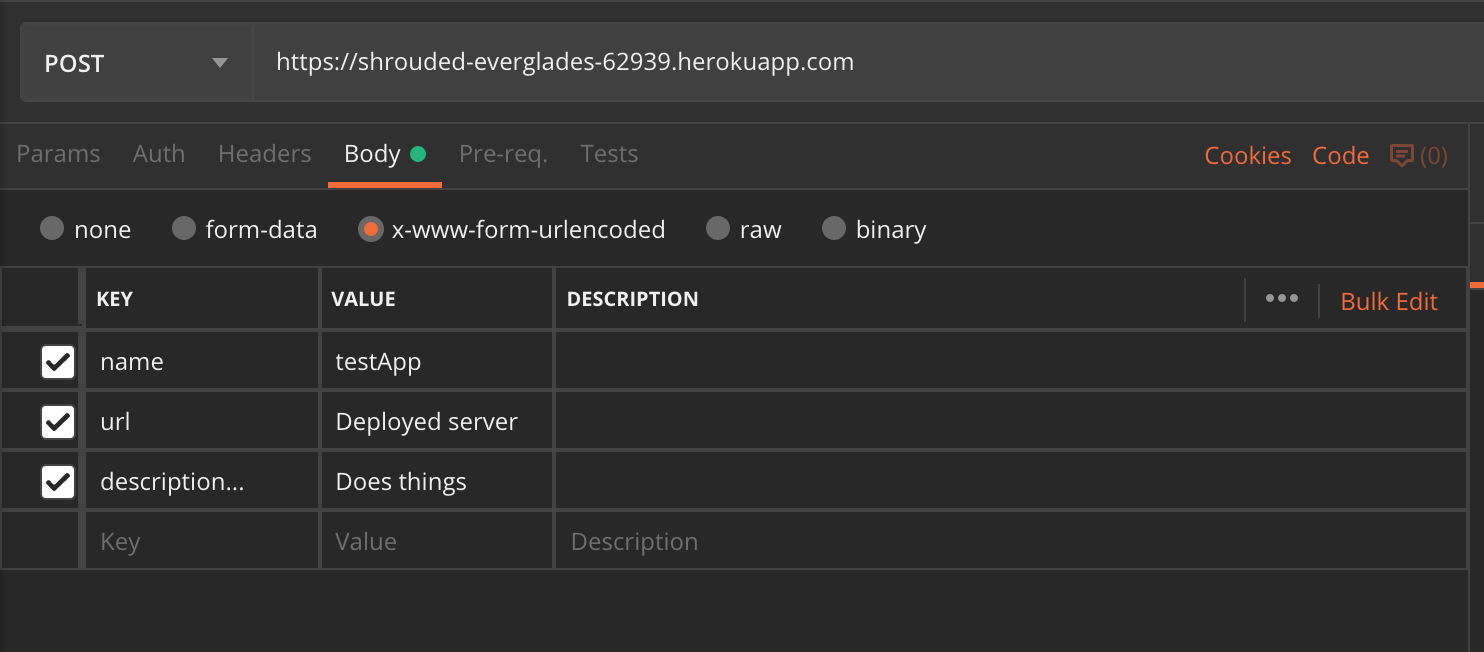 POST https://shrouded-everglades-62939.herokuapp.com
Params Auth Headers Body Pre-req. Tests Cookies Code (0)
none form-data x-www-form-urlencoded raw binary
KEY VALUE DESCRIPTION ••• Bulk Edit
name testApp
url Deployed server
description... Does things
Key Value Description